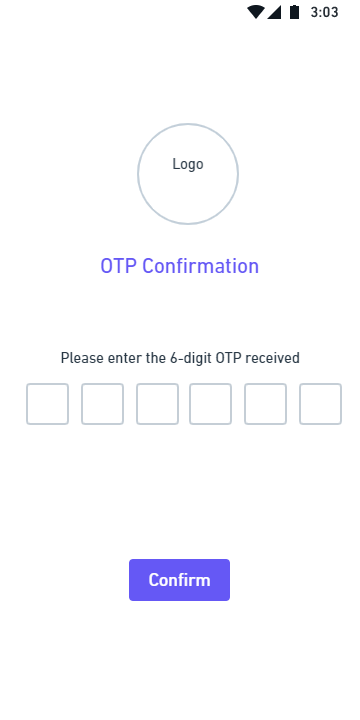 3:03
Logo
OTP Confirmation
Please enter the 6-digit OTP received
Confirm